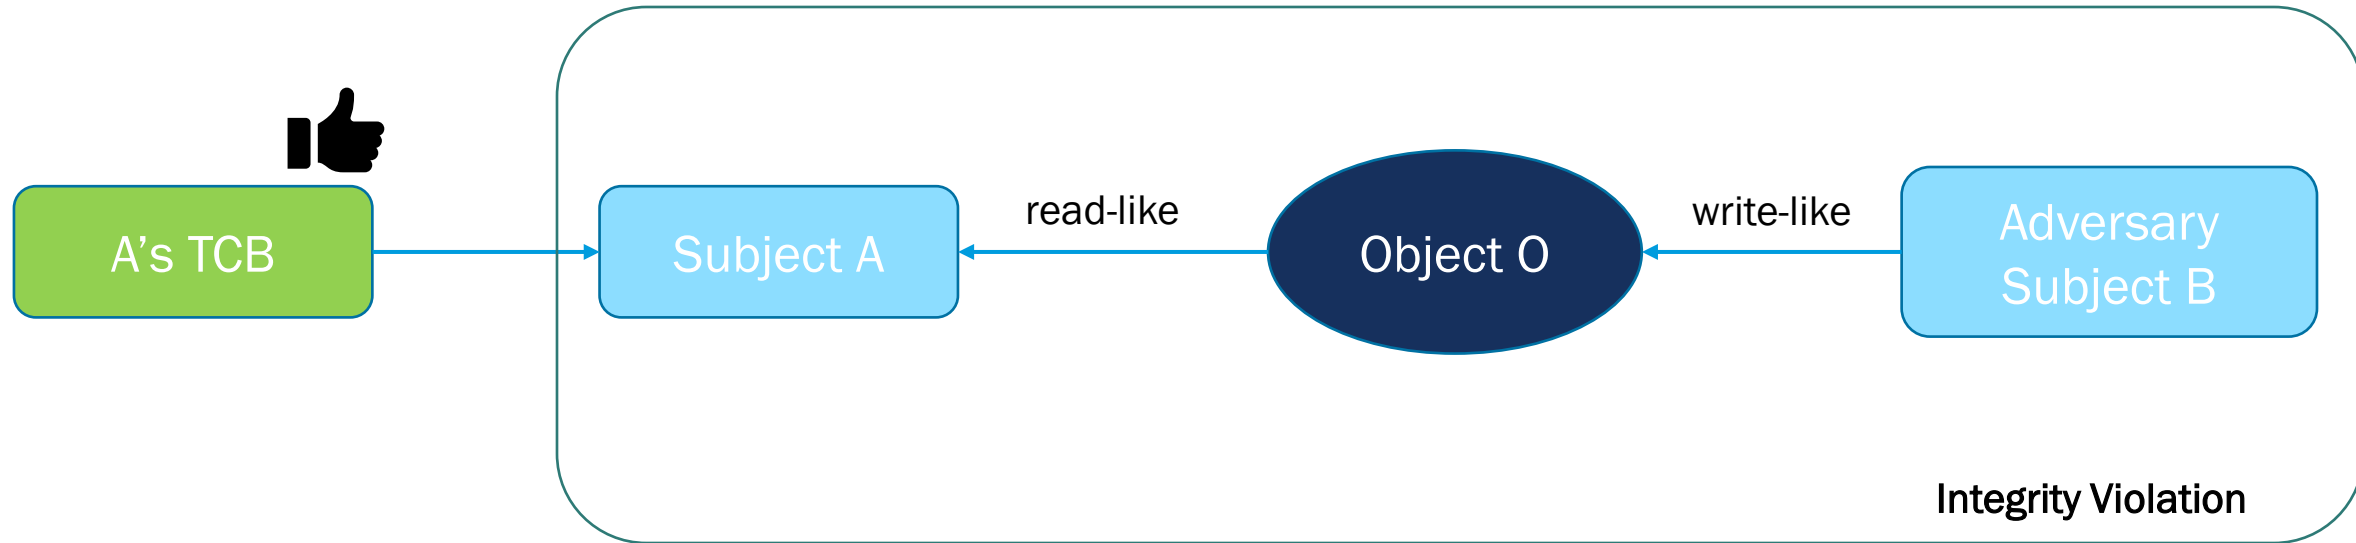 A’s TCB
Subject A
read-like
Object O
write-like
Adversary
Subject B
Integrity Violation